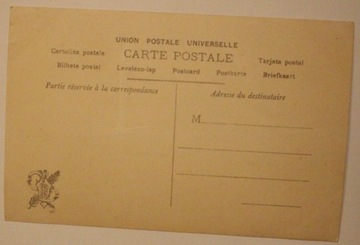 UNION POSTALE UNIVERSELLE
Cartolina postale CARTE POSTALE Tarjeta postal
Bilhete postal Levelezo-lap Postcard Postkarte Briefkaart
Partie réservée à la correspondance
Adresse du destinataire
M